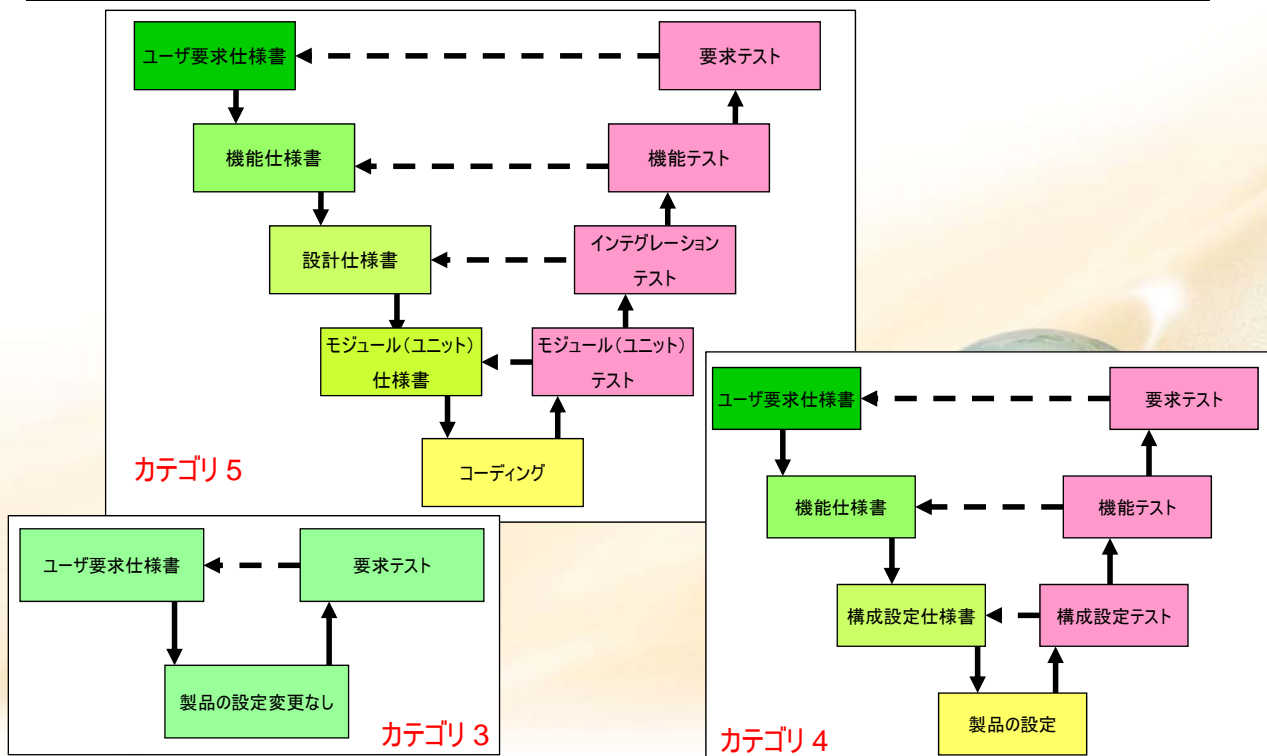 ユーザ要求仕様書
要求テスト
機能仕様書
機能テスト
設計仕様書
インテグレーション
テスト
モジュール(ユニット)
仕様書
モジュール(ユニット)
テスト
コーディング
カテゴリ 5
ユーザ要求仕様書
要求テスト
製品の設定変更なし
カテゴリ 3
ユーザ要求仕様書
要求テスト
機能仕様書
機能テスト
構成設定仕様書
構成設定テスト
製品の設定
カテゴリ 4